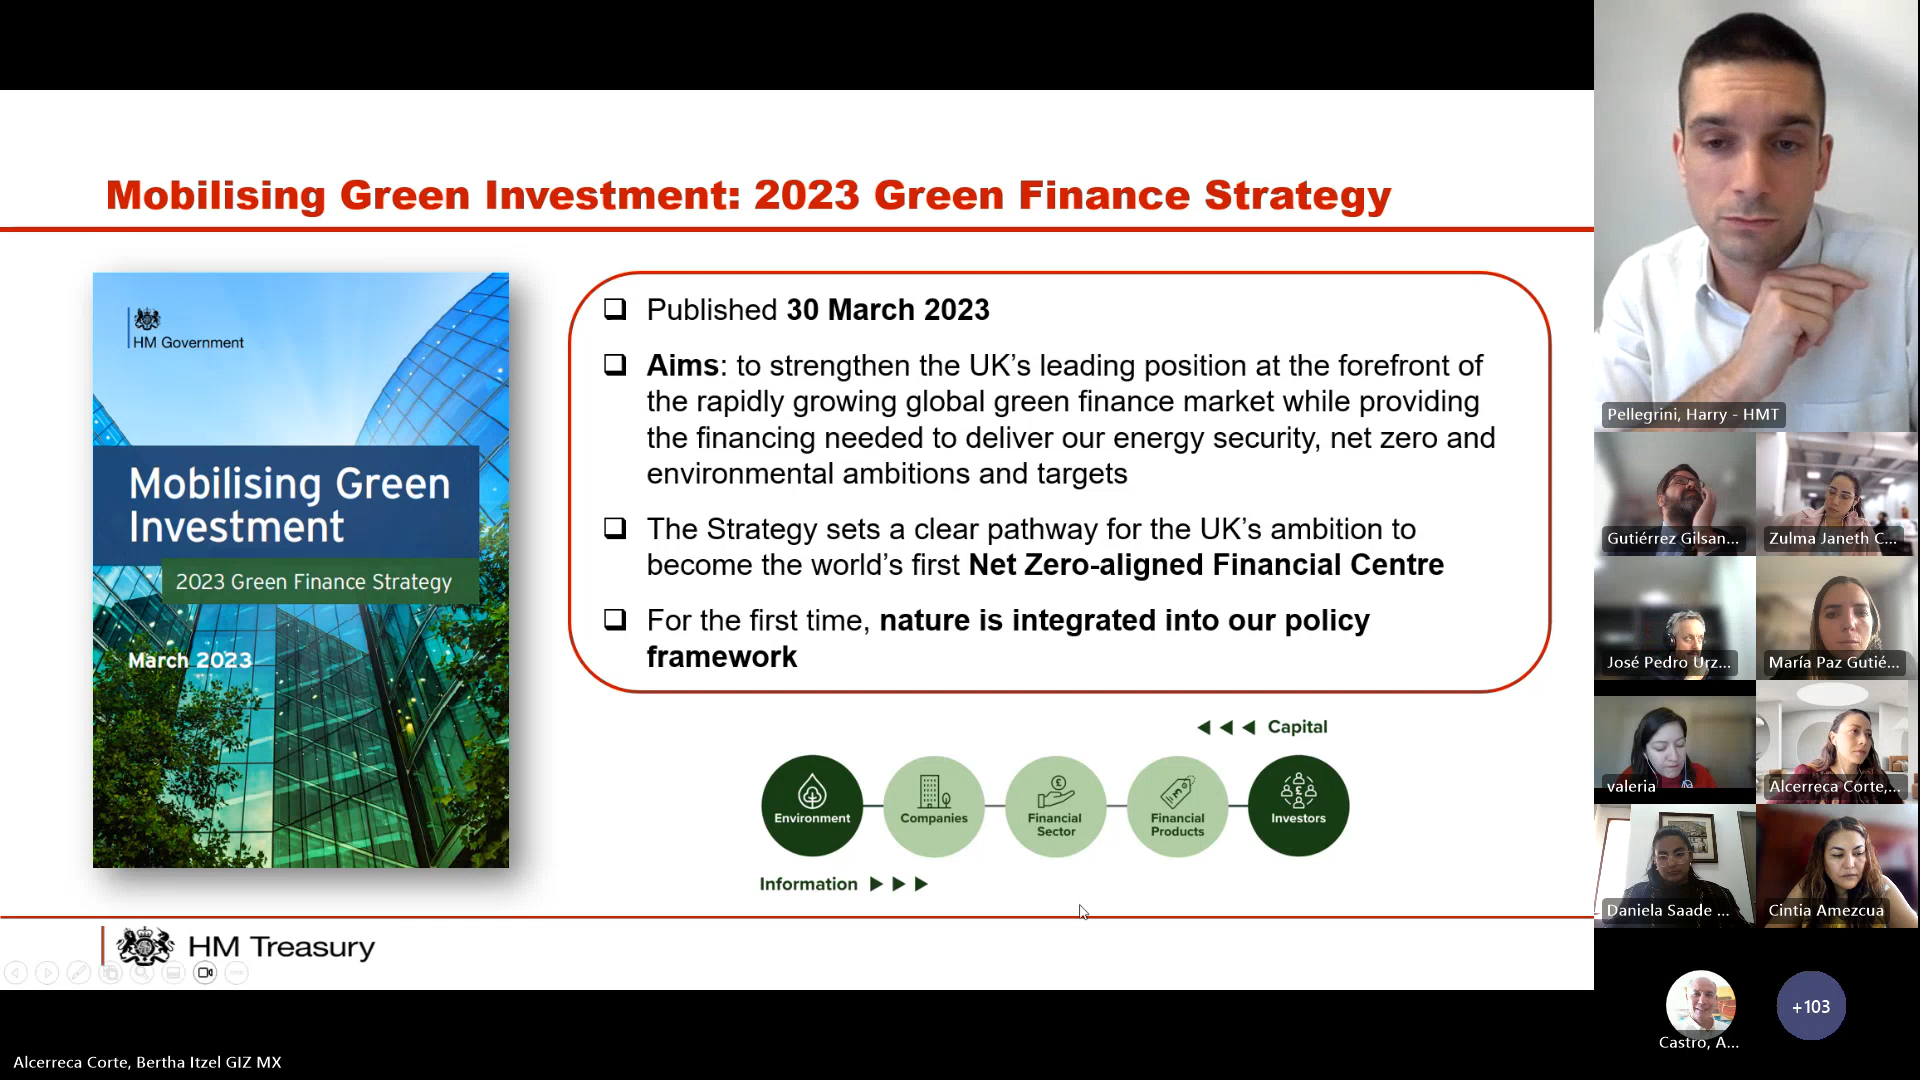 Mobilising Green Investment: 2023 Green Finance Strategy
HM Government
Mobilising Green
Investment
2023 Green Finance Strategy
March 2023
Published 30 March 2023
Aims: to strengthen the UK’s leading position at the forefront of
the rapidly growing global green finance market while providing
the financing needed to deliver our energy security, net zero and
environmental ambitions and targets
The Strategy sets a clear pathway for the UK’s ambition to
become the world’s first Net Zero-aligned Financial Centre
For the first time, nature is integrated into our policy
framework
Capital
Environment
Companies
Financial
Sector
Financial
Products
Investors
Information
HM Treasury
Pellegrini, Harry - HMT
Gutiérrez Gilsan...
Zulma Janeth C...
José Pedro Urz...
María Paz Gutié...
valeria
Alcerreca Corte,...
Daniela Saade ...
Cintia Amezcua
Castro, A...
+103
Alcerreca Corte, Bertha Itzel GIZ MX